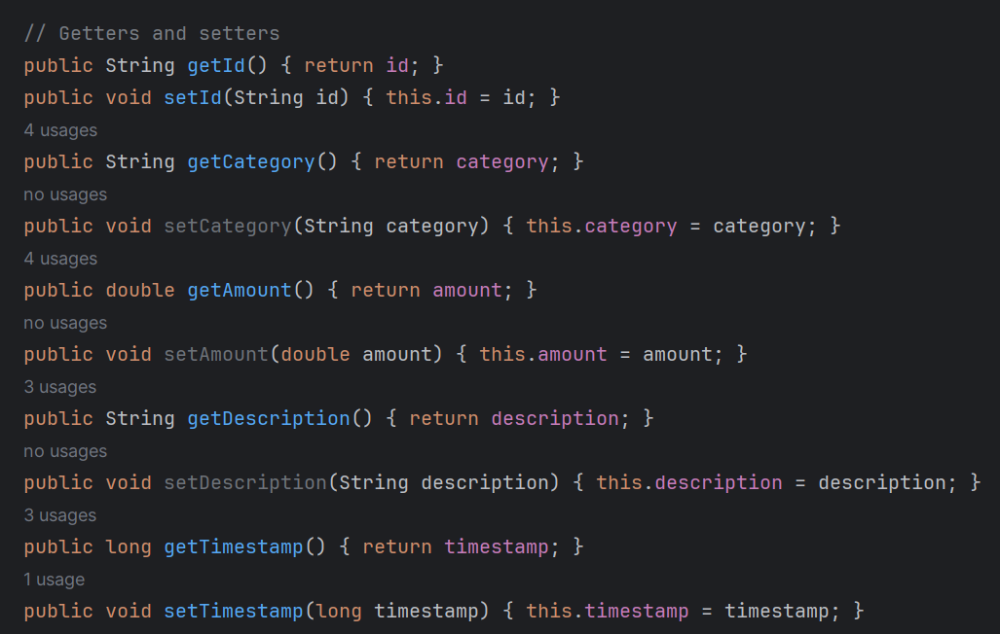 // Getters and setters
public String getId() { return id; }
public void setId(String id) { this.id = id; }
4 usages
public String getCategory() { return category; }
no usages
public void setCategory(String category) { this.category = category; }
4 usages
public double getAmount() { return amount; }
no usages
public void setAmount(double amount) { this.amount = amount; }
3 usages
public String getDescription() { return description; }
no usages
public void setDescription(String description) { this.description = description; }
3 usages
public long getTimestamp() { return timestamp; }
1 usage
public void setTimestamp(long timestamp) { this.timestamp = timestamp; }